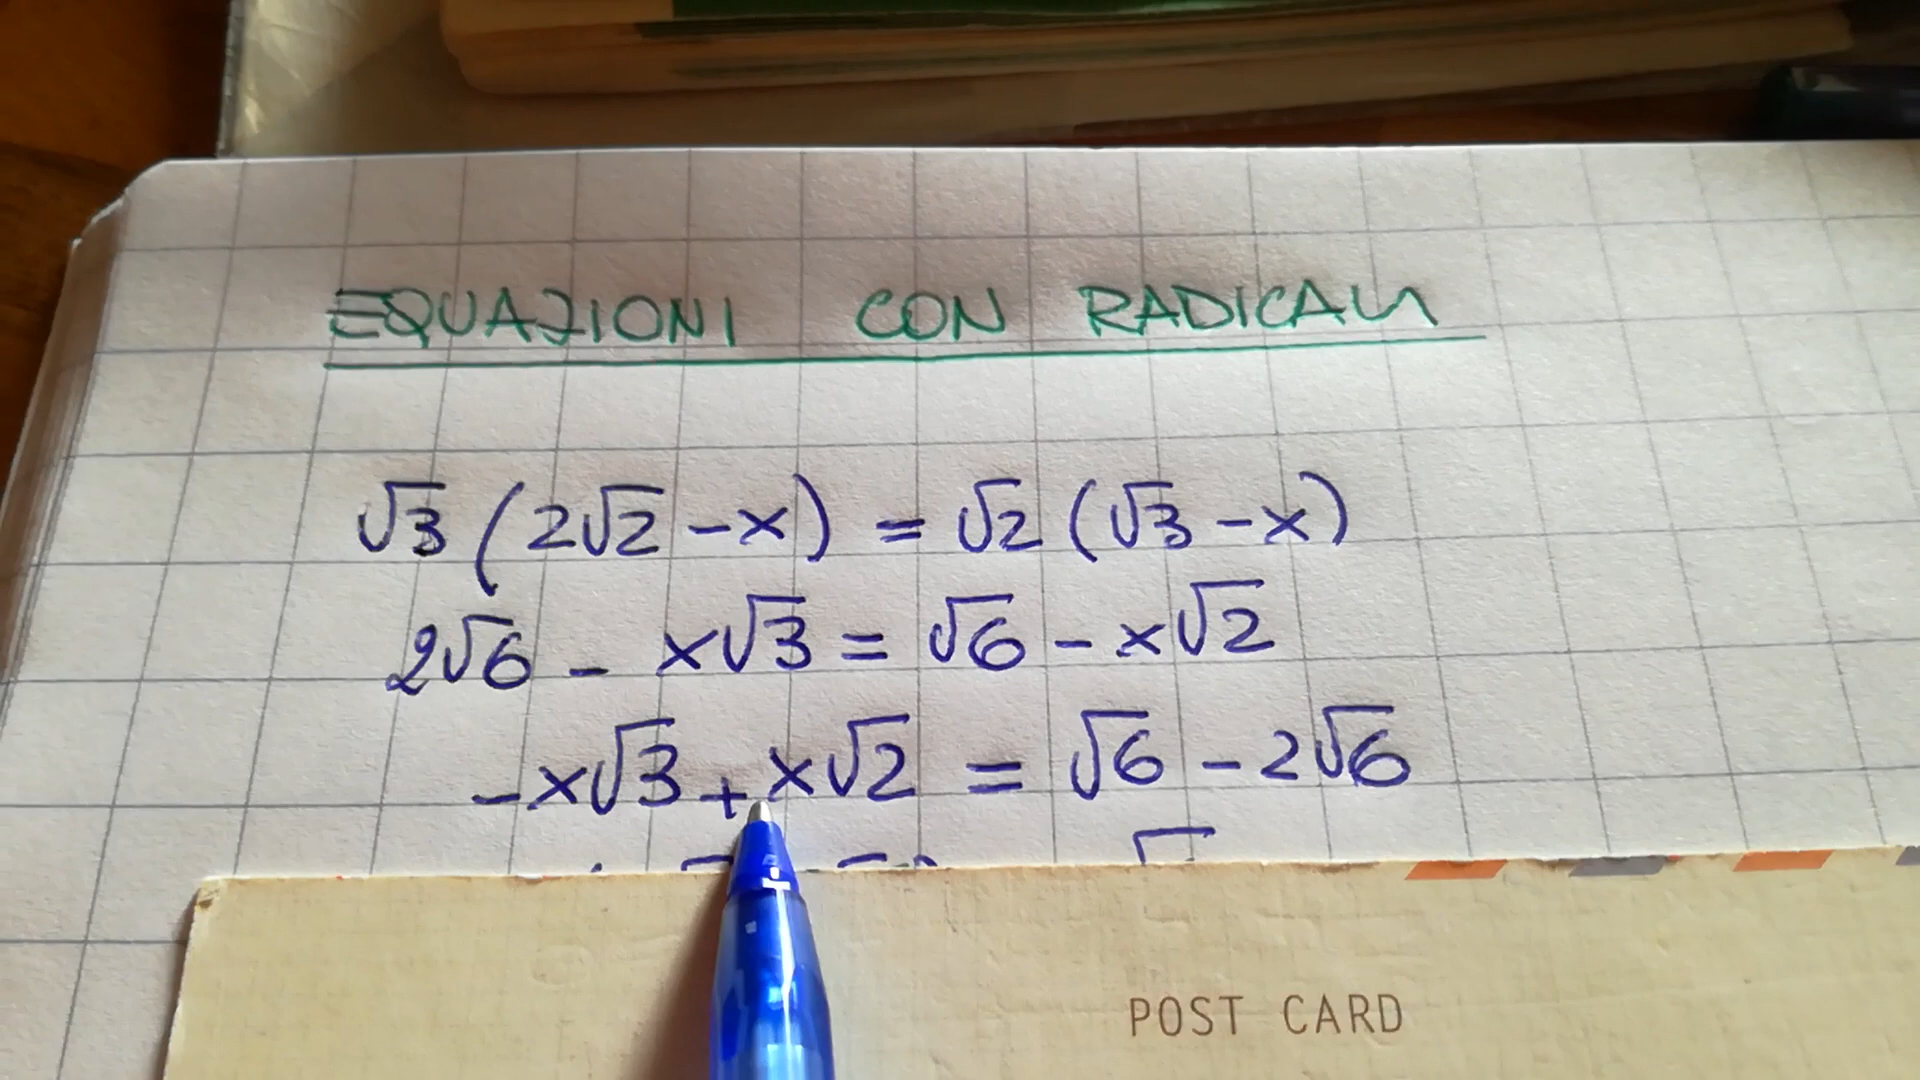 EQUAZIONI CON RADICALI
√3 (2√2 - x) = √2 (√3 - x)
2√6 - x√3 = √6 - x√2
-x√3 + x√2 = √6 - 2√6
POST CARD